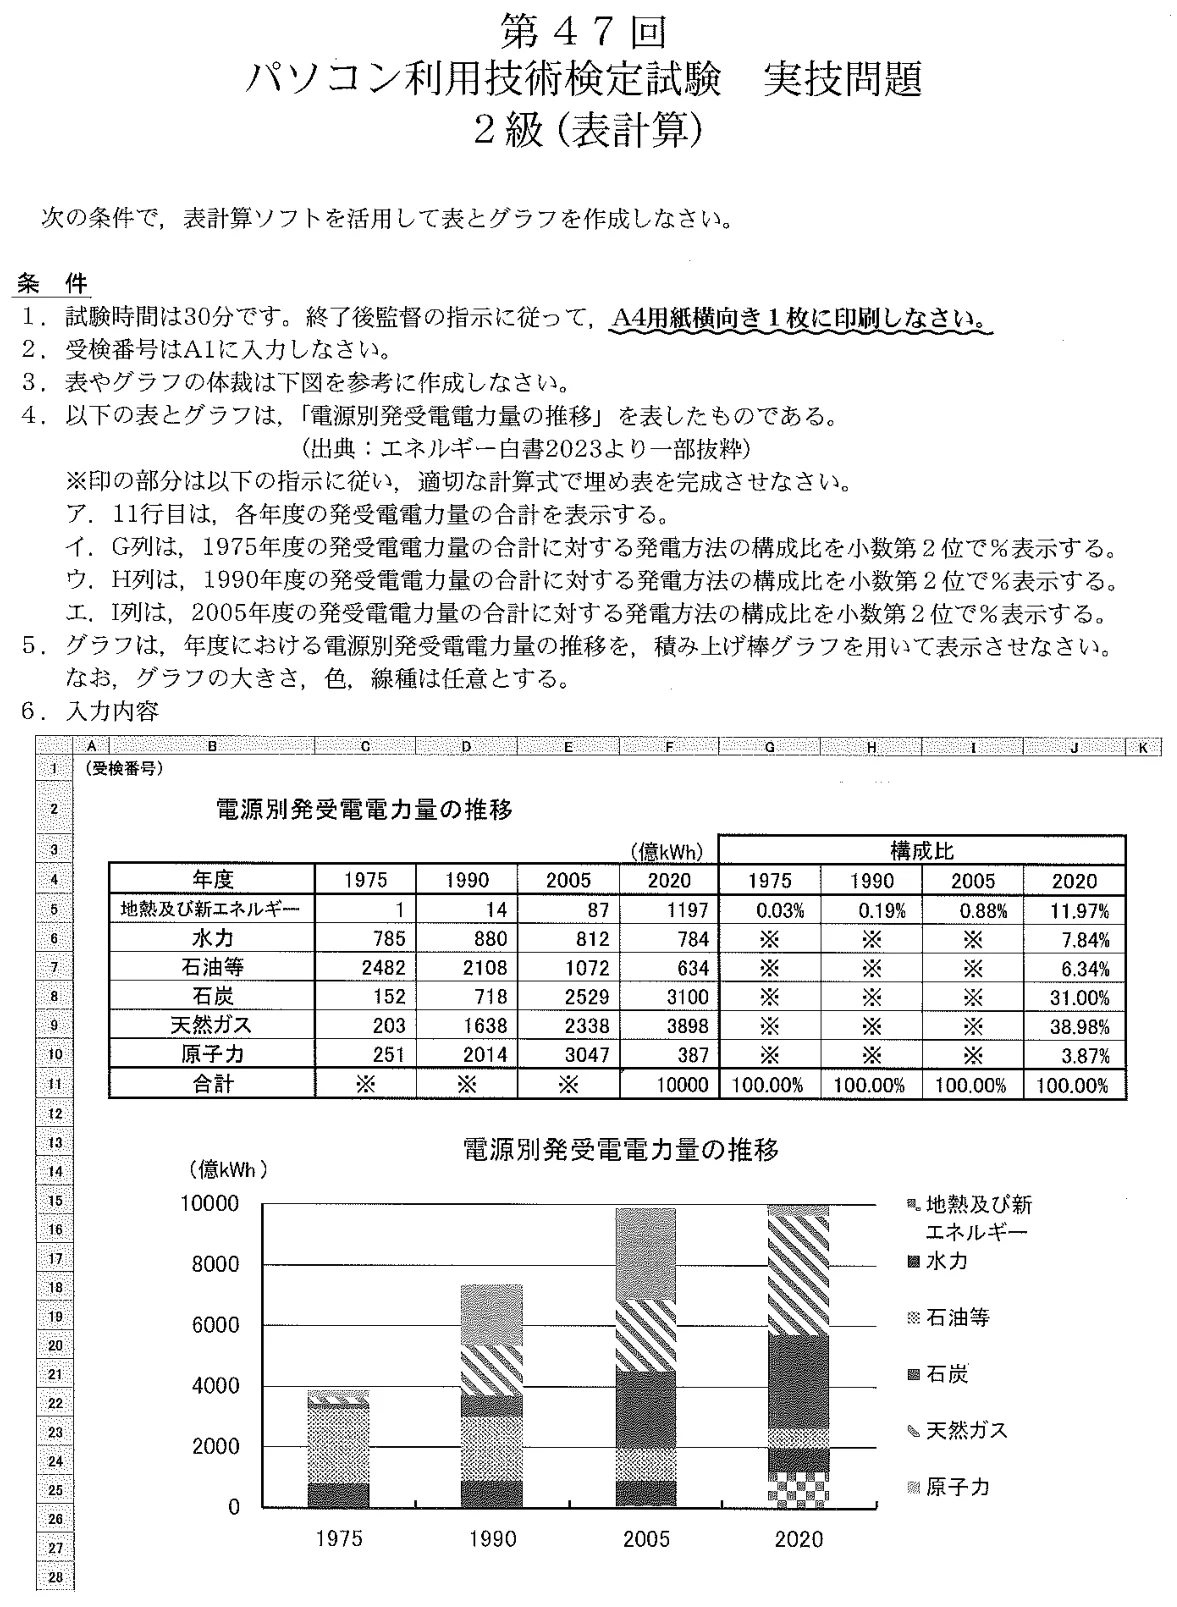 第４７回
パソコン利用技術検定試験　実技問題
２級（表計算）
次の条件で，表計算ソフトを活用して表とグラフを作成しなさい。
条　件
１．試験時間は30分です。終了後監督の指示に従って，A4用紙横向き１枚に印刷しなさい。
２．受検番号はA1に入力しなさい。
３．表やグラフの体裁は下図を参考に作成しなさい。
４．以下の表とグラフは，「電源別発受電電力量の推移」を表したものである。
（出典：エネルギー白書2023より一部抜粋）
※印の部分は以下の指示に従い，適切な計算式で埋め表を完成させなさい。
ア．11行目は，各年度の発受電電力量の合計を表示する。
イ．G列は，1975年度の発受電電力量の合計に対する発電方法の構成比を小数第２位で％表示する。
ウ．H列は，1990年度の発受電電力量の合計に対する発電方法の構成比を小数第２位で％表示する。
エ．I列は，2005年度の発受電電力量の合計に対する発電方法の構成比を小数第２位で％表示する。
５．グラフは，年度における電源別発受電電力量の推移を，積み上げ棒グラフを用いて表示させなさい。
なお，グラフの大きさ，色，線種は任意とする。
６．入力内容
A B C D E F G H I J K
1 （受検番号）
2 電源別発受電電力量の推移
3 （億kWh） 構成比
4 年度 1975 1990 2005 2020 1975 1990 2005 2020
5 地熱及び新エネルギー 1 14 87 1197 0.03% 0.19% 0.88% 11.97%
6 水力 785 880 812 784 ※ ※ ※ 7.84%
7 石油等 2482 2108 1072 634 ※ ※ ※ 6.34%
8 石炭 152 718 2529 3100 ※ ※ ※ 31.00%
9 天然ガス 203 1638 2338 3898 ※ ※ ※ 38.98%
10 原子力 251 2014 3047 387 ※ ※ ※ 3.87%
11 合計 ※ ※ ※ 10000 100.00% 100.00% 100.00% 100.00%
12
13 電源別発受電電力量の推移
14 （億kWh）
15 10000 地熱及び新
16 エネルギー
17 8000 水力
18
19 6000 石油等
20
21 石炭
22 4000
23 天然ガス
24 2000
25 原子力
26 0
27 1975 1990 2005 2020
28